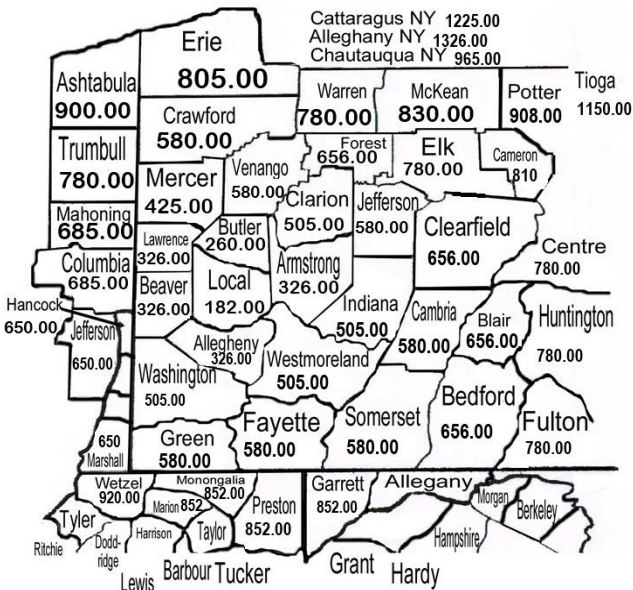 Cattaragus NY 1225.00
Alleghany NY 1326.00
Chautauqua NY 965.00
Erie
805.00
Ashtabula
900.00
Crawford
580.00
Warren
780.00
McKean
830.00
Potter
908.00
Tioga
1150.00
Trumbull
780.00
Mercer
425.00
Venango
580.00
Forest
656.00
Elk
780.00
Cameron
810
Clarion
505.00
Jefferson
580.00
Clearfield
656.00
Centre
780.00
Mahoning
685.00
Lawrence
326.00
Butler
260.00
Armstrong
326.00
Columbia
685.00
Beaver
326.00
Local
182.00
Indiana
505.00
Cambria
580.00
Blair
656.00
Huntington
780.00
Hancock
650.00
Jefferson
650.00
Allegheny
326.00
Washington
505.00
Westmoreland
505.00
Bedford
656.00
Fulton
780.00
650
Marshall
Green
580.00
Fayette
580.00
Somerset
580.00
Wetzel
920.00
Monongalia
852.00
Marion 852
Preston
852.00
Garrett
852.00
Allegany
Morgan
Berkeley
Tyler
Ritchie
Dodd-
ridge
Harrison
Taylor
Hampshire
Lewis
Barbour
Tucker
Grant
Hardy